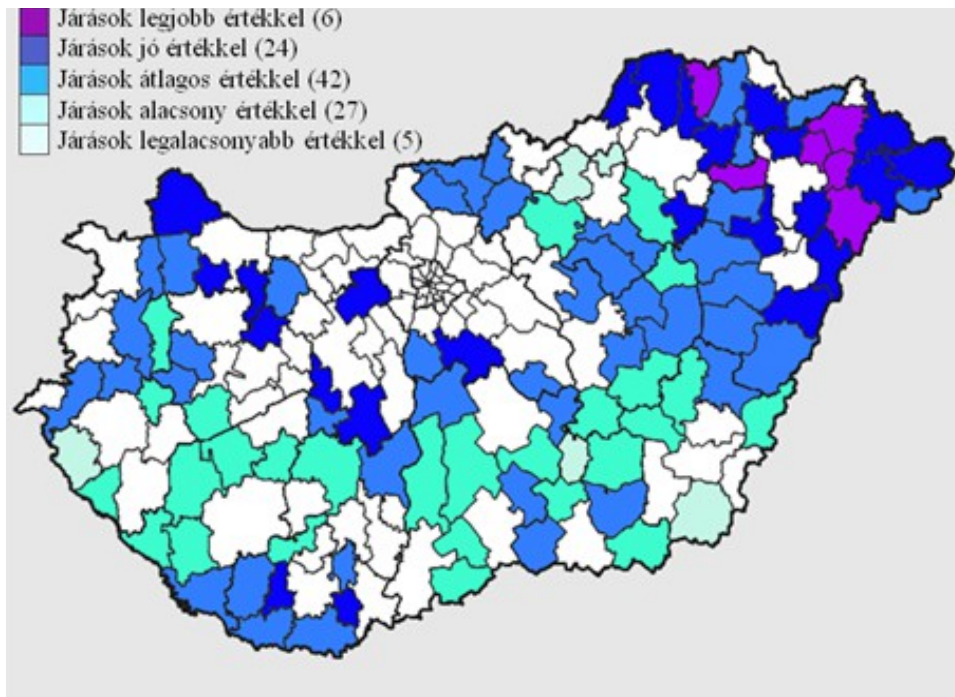 Járások legjobb értékkel (6)
Járások jó értékkel (24)
Járások átlagos értékkel (42)
Járások alacsony értékkel (27)
Járások legalacsonyabb értékkel (5)